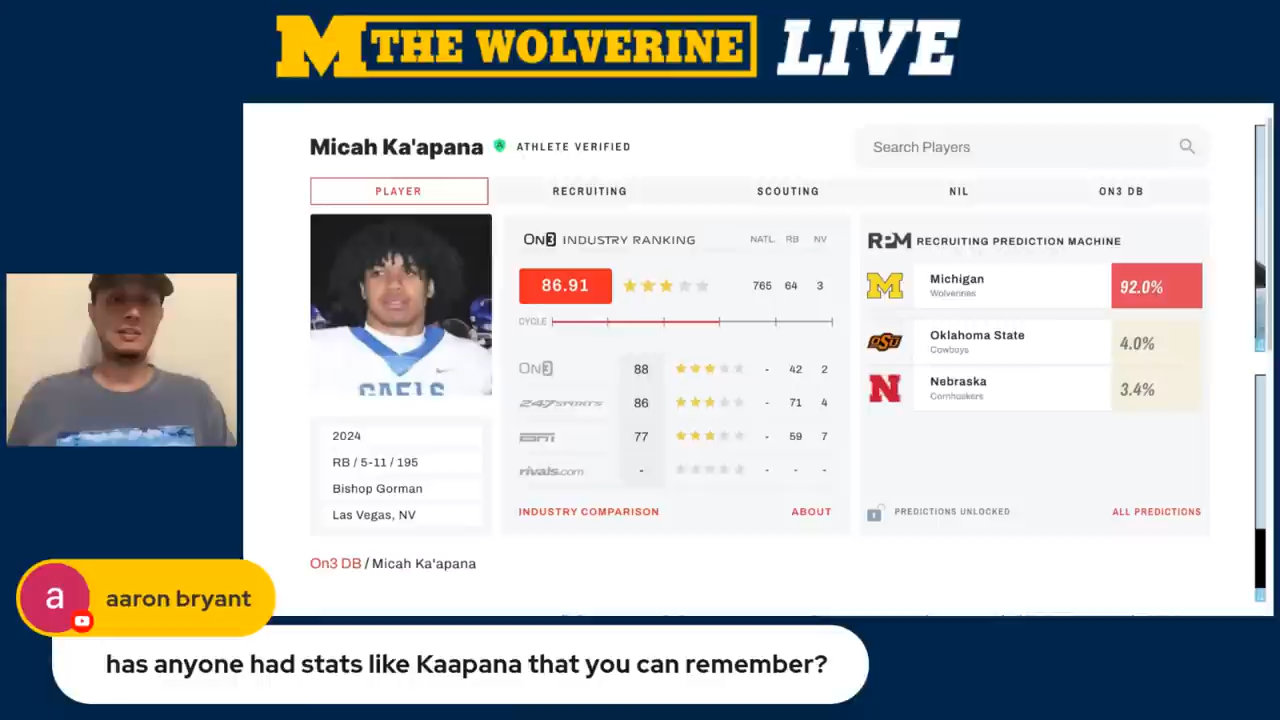 M THE WOLVERINE LIVE
Micah Ka'apana ATHLETE VERIFIED
Search Players
PLAYER RECRUITING SCOUTING NIL ON3 DB
GAELS
2024
RB / 5-11 / 195
Bishop Gorman
Las Vegas, NV
ON3 INDUSTRY RANKING NATL. RB NV
86.91 765 64 3
CYCLE
ON3 88 - 42 2
247SPORTS 86 - 71 4
ESPN 77 - 59 7
rivals.com - - - -
INDUSTRY COMPARISON ABOUT
RPM RECRUITING PREDICTION MACHINE
M Michigan 92.0%
Wolverines
OSU Oklahoma State 4.0%
Cowboys
N Nebraska 3.4%
Cornhuskers
PREDICTIONS UNLOCKED ALL PREDICTIONS
On3 DB / Micah Ka'apana
a aaron bryant
has anyone had stats like Kaapana that you can remember?